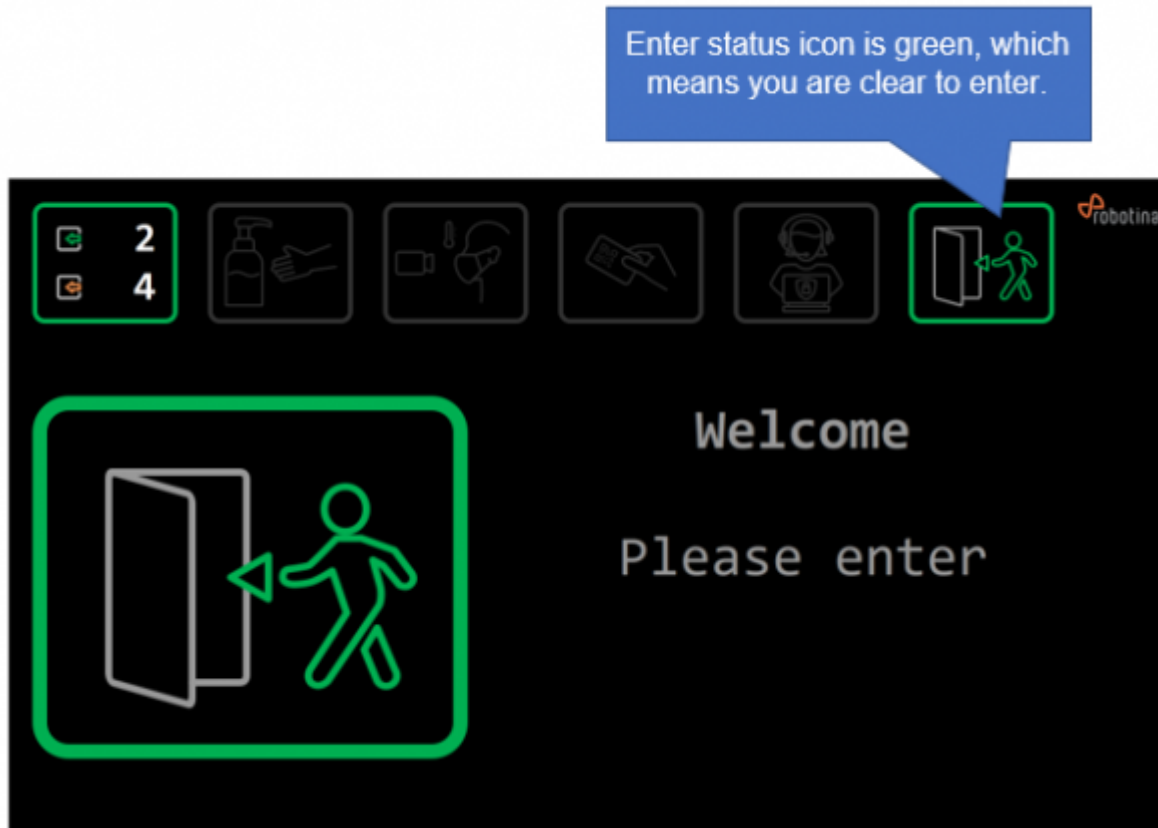 Enter status icon is green, which
means you are clear to enter.
2
4
robotina
Welcome
Please enter